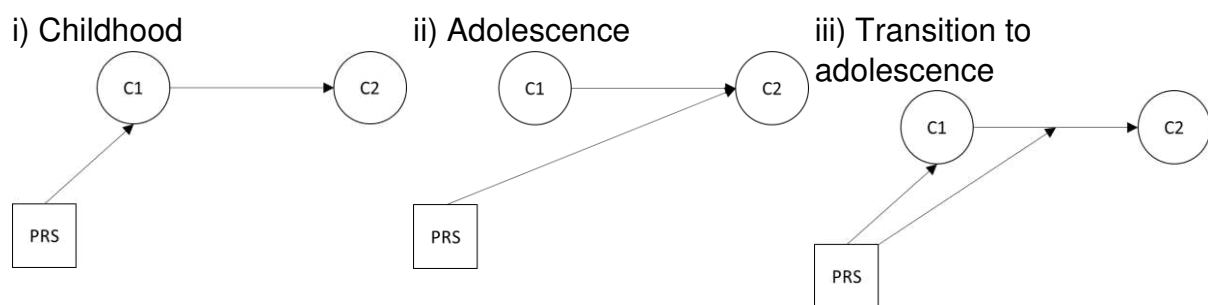 i) Childhood
C1
C2
PRS
ii) Adolescence
C1
C2
PRS
iii) Transition to
adolescence
C1
C2
PRS